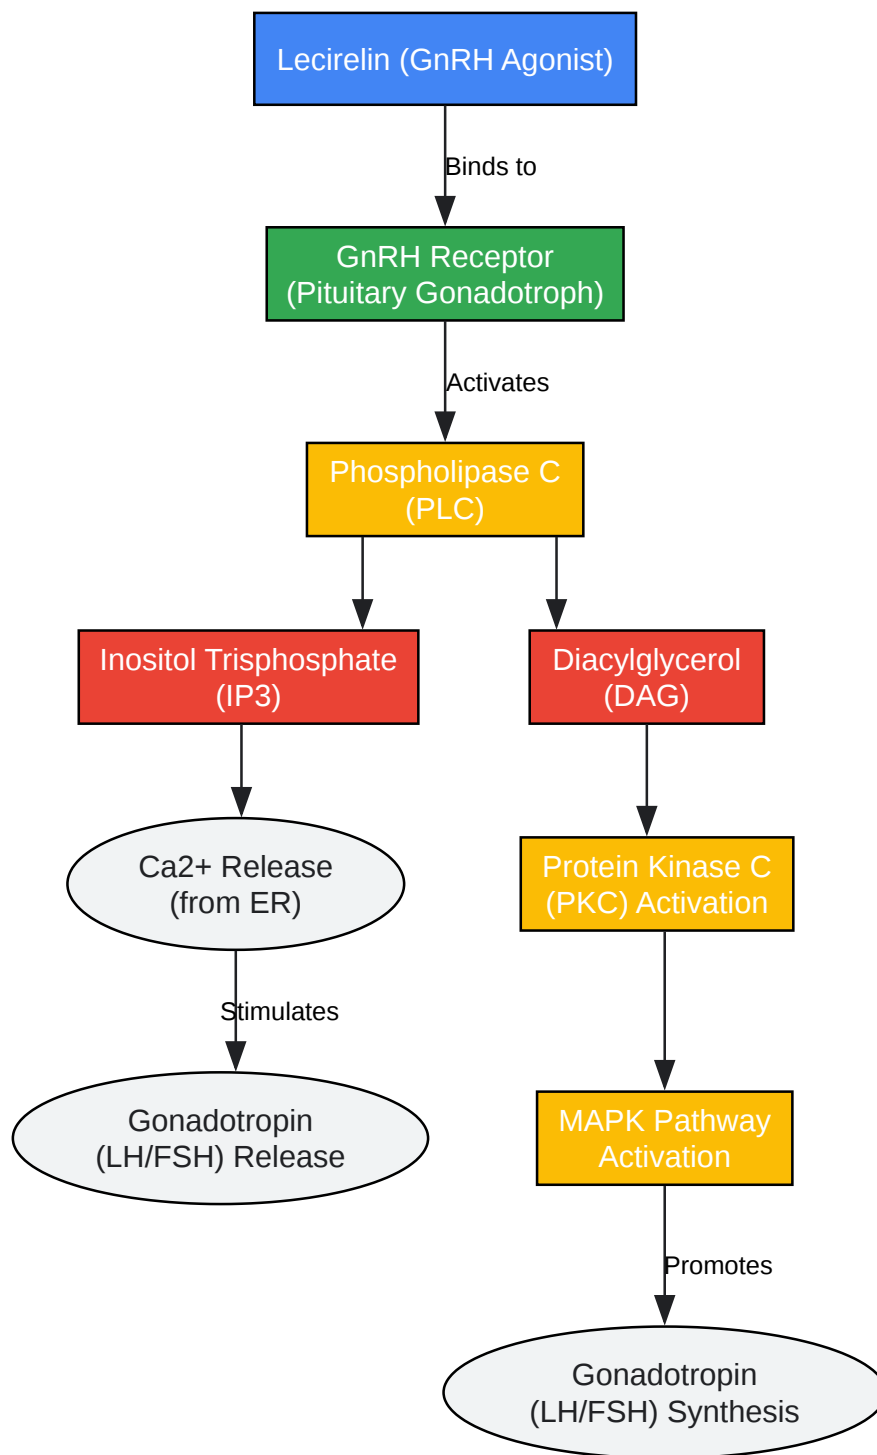 Lecirelin (GnRH Agonist)
Binds to
GnRH Receptor
(Pituitary Gonadotroph)
Activates
Phospholipase C
(PLC)
Inositol Trisphosphate
(IP3)
Diacylglycerol
(DAG)
Ca2+ Release
(from ER)
Protein Kinase C
(PKC) Activation
Stimulates
Gonadotropin
(LH/FSH) Release
MAPK Pathway
Activation
Promotes
Gonadotropin
(LH/FSH) Synthesis